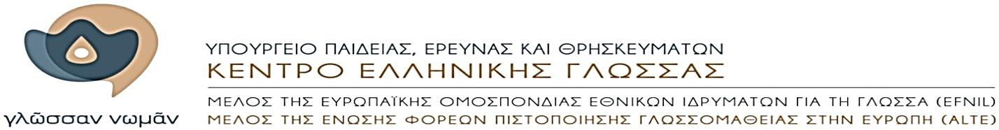 ΥΠΟΥΡΓΕΙΟ ΠΑΙΔΕΙΑΣ, ΕΡΕΥΝΑΣ ΚΑΙ ΘΡΗΣΚΕΥΜΑΤΩΝ
ΚΕΝΤΡΟ ΕΛΛΗΝΙΚΗΣ ΓΛΩΣΣΑΣ
ΜΕΛΟΣ ΤΗΣ ΕΥΡΩΠΑΪΚΗΣ ΟΜΟΣΠΟΝΔΙΑΣ ΕΘΝΙΚΩΝ ΙΔΡΥΜΑΤΩΝ ΓΙΑ ΤΗ ΓΛΩΣΣΑ (EFNIL)
ΜΕΛΟΣ ΤΗΣ ΕΝΩΣΗΣ ΦΟΡΕΩΝ ΠΙΣΤΟΠΟΙΗΣΗΣ ΓΛΩΣΣΟΜΑΘΕΙΑΣ ΣΤΗΝ ΕΥΡΩΠΗ (ALTE)
γλῶσσαν νωμᾶν